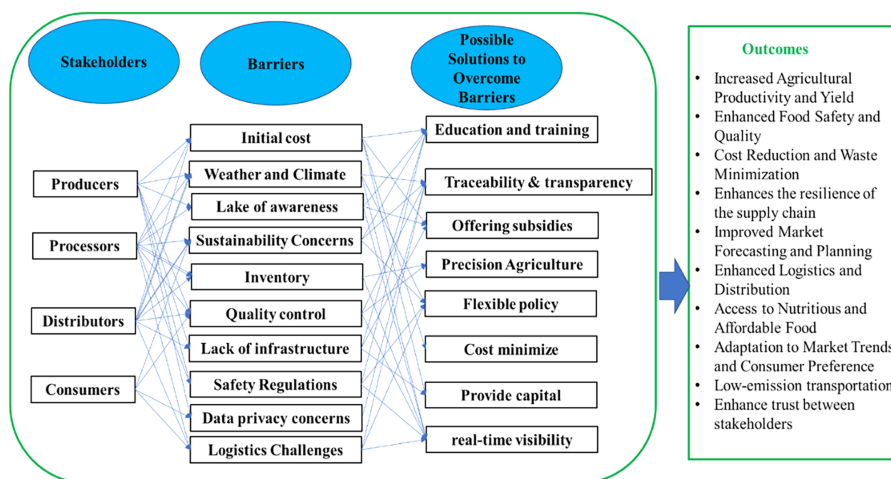 Stakeholders
Barriers
Possible
Solutions to
Overcome
Barriers
Producers
Processors
Distributors
Consumers
Initial cost
Weather and Climate
Lake of awareness
Sustainability Concerns
Inventory
Quality control
Lack of infrastructure
Safety Regulations
Data privacy concerns
Logistics Challenges
Education and training
Traceability & transparency
Offering subsidies
Precision Agriculture
Flexible policy
Cost minimize
Provide capital
real-time visibility
Outcomes
• Increased Agricultural
Productivity and Yield
• Enhanced Food Safety and
Quality
• Cost Reduction and Waste
Minimization
• Enhances the resilience of
the supply chain
• Improved Market
Forecasting and Planning
• Enhanced Logistics and
Distribution
• Access to Nutritious and
Affordable Food
• Adaptation to Market Trends
and Consumer Preference
• Low-emission transportation
• Enhance trust between
stakeholders